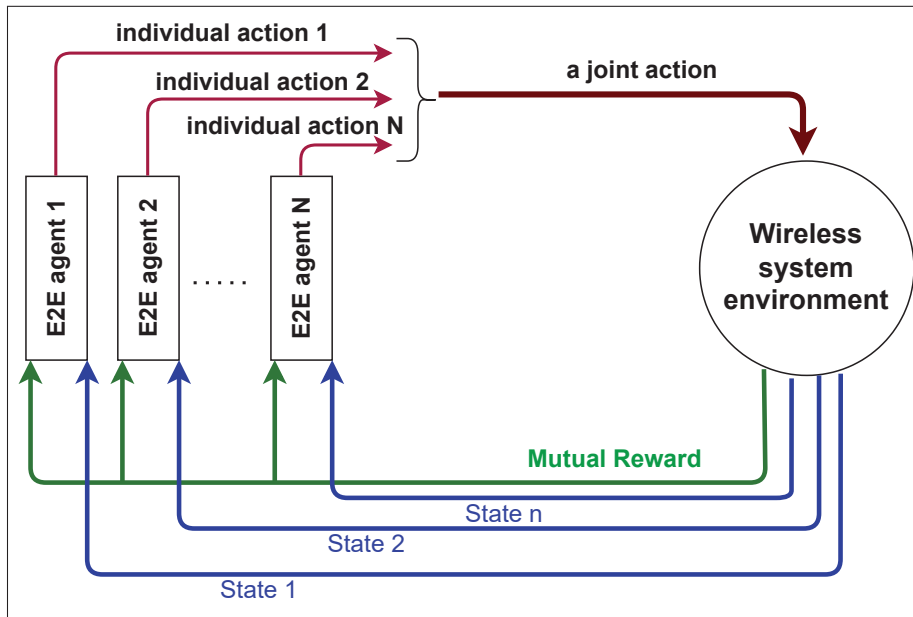 individual action 1
individual action 2
individual action N
a joint action
E2E agent 1
E2E agent 2
.....
E2E agent N
Wireless
system
environment
Mutual Reward
State n
State 2
State 1